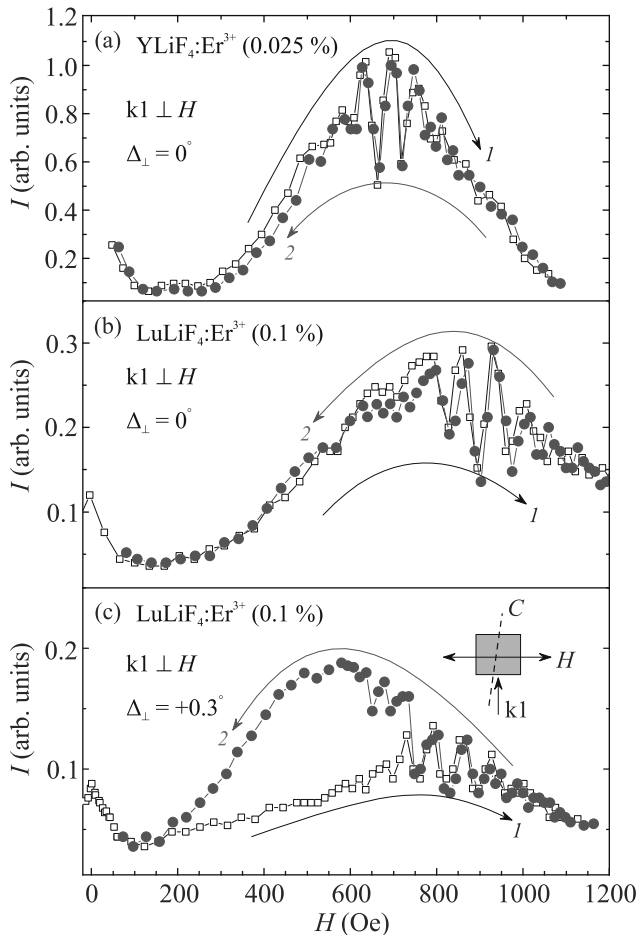 (a) YLiF₄:Er³⁺ (0.025 %)
k1 ⊥ H
Δ⊥ = 0°
1
2
I (arb. units)
1.0
0.8
0.6
0.4
0.2
(b) LuLiF₄:Er³⁺ (0.1 %)
k1 ⊥ H
Δ⊥ = 0°
2
1
I (arb. units)
0.3
0.2
0.1
(c) LuLiF₄:Er³⁺ (0.1 %)
k1 ⊥ H
Δ⊥ = +0.3°
C
H
k1
2
1
I (arb. units)
0.2
0.1
0 200 400 600 800 1000 1200
H (Oe)